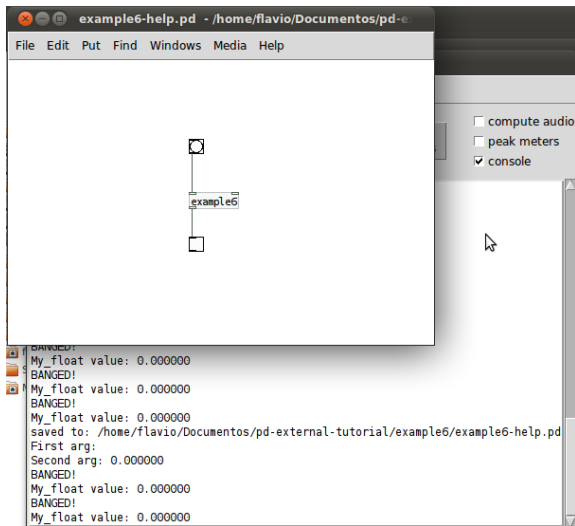 example6-help.pd - /home/flavio/Documentos/pd-e
File Edit Put Find Windows Media Help
compute audio
peak meters
console
example6
BANGED!
My_float value: 0.000000
BANGED!
My_float value: 0.000000
BANGED!
My_float value: 0.000000
saved to: /home/flavio/Documentos/pd-external-tutorial/example6/example6-help.pd
First arg:
Second arg: 0.000000
BANGED!
My_float value: 0.000000
BANGED!
My_float value: 0.000000